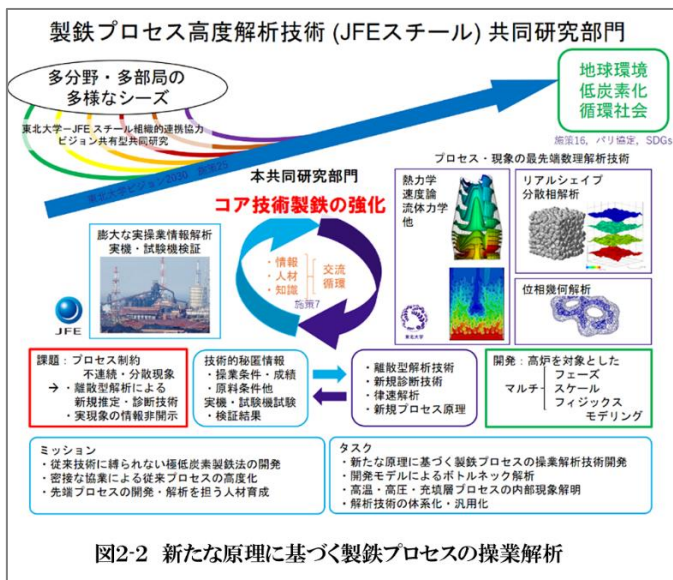 製鉄プロセス高度解析技術 (JFEスチール) 共同研究部門
多分野・多部局の
多様なシーズ
地球環境
低炭素化
循環社会
東北大学－JFE スチール組織的連携協力
ビジョン共有型共同研究
施策16, パリ協定, SDGs
東北大学ビジョン2030 施策25
プロセス・現象の最先端数理解析技術
本共同研究部門
コア技術製鉄の強化
膨大な実操業情報解析
実機・試験機検証
JFE
・情報
・人材
・知識
交流
循環
施策7
熱力学
速度論
流体力学
他
リアルシェイプ
分散相解析
位相幾何解析
東北大学
課題：プロセス制約
不連続・分散現象
→ ・離散型解析による
新規推定・診断技術
・実現象の情報非開示
技術的秘匿情報
・操業条件・成績
・原料条件他
実機・試験機試験
・検証結果
・離散型解析技術
・新規診断技術
・律速解析
・新規プロセス原理
開発：高炉を対象とした
マルチ
フェーズ
スケール
フィジックス
モデリング
ミッション
・従来技術に縛られない極低炭素製鉄法の開発
・密接な協業による従来プロセスの高度化
・先端プロセスの開発・解析を担う人材育成
タスク
・新たな原理に基づく製鉄プロセスの操業解析技術開発
・開発モデルによるボトルネック解析
・高温・高圧・充填層プロセスの内部現象解明
・解析技術の体系化・汎用化
図2-2 新たな原理に基づく製鉄プロセスの操業解析